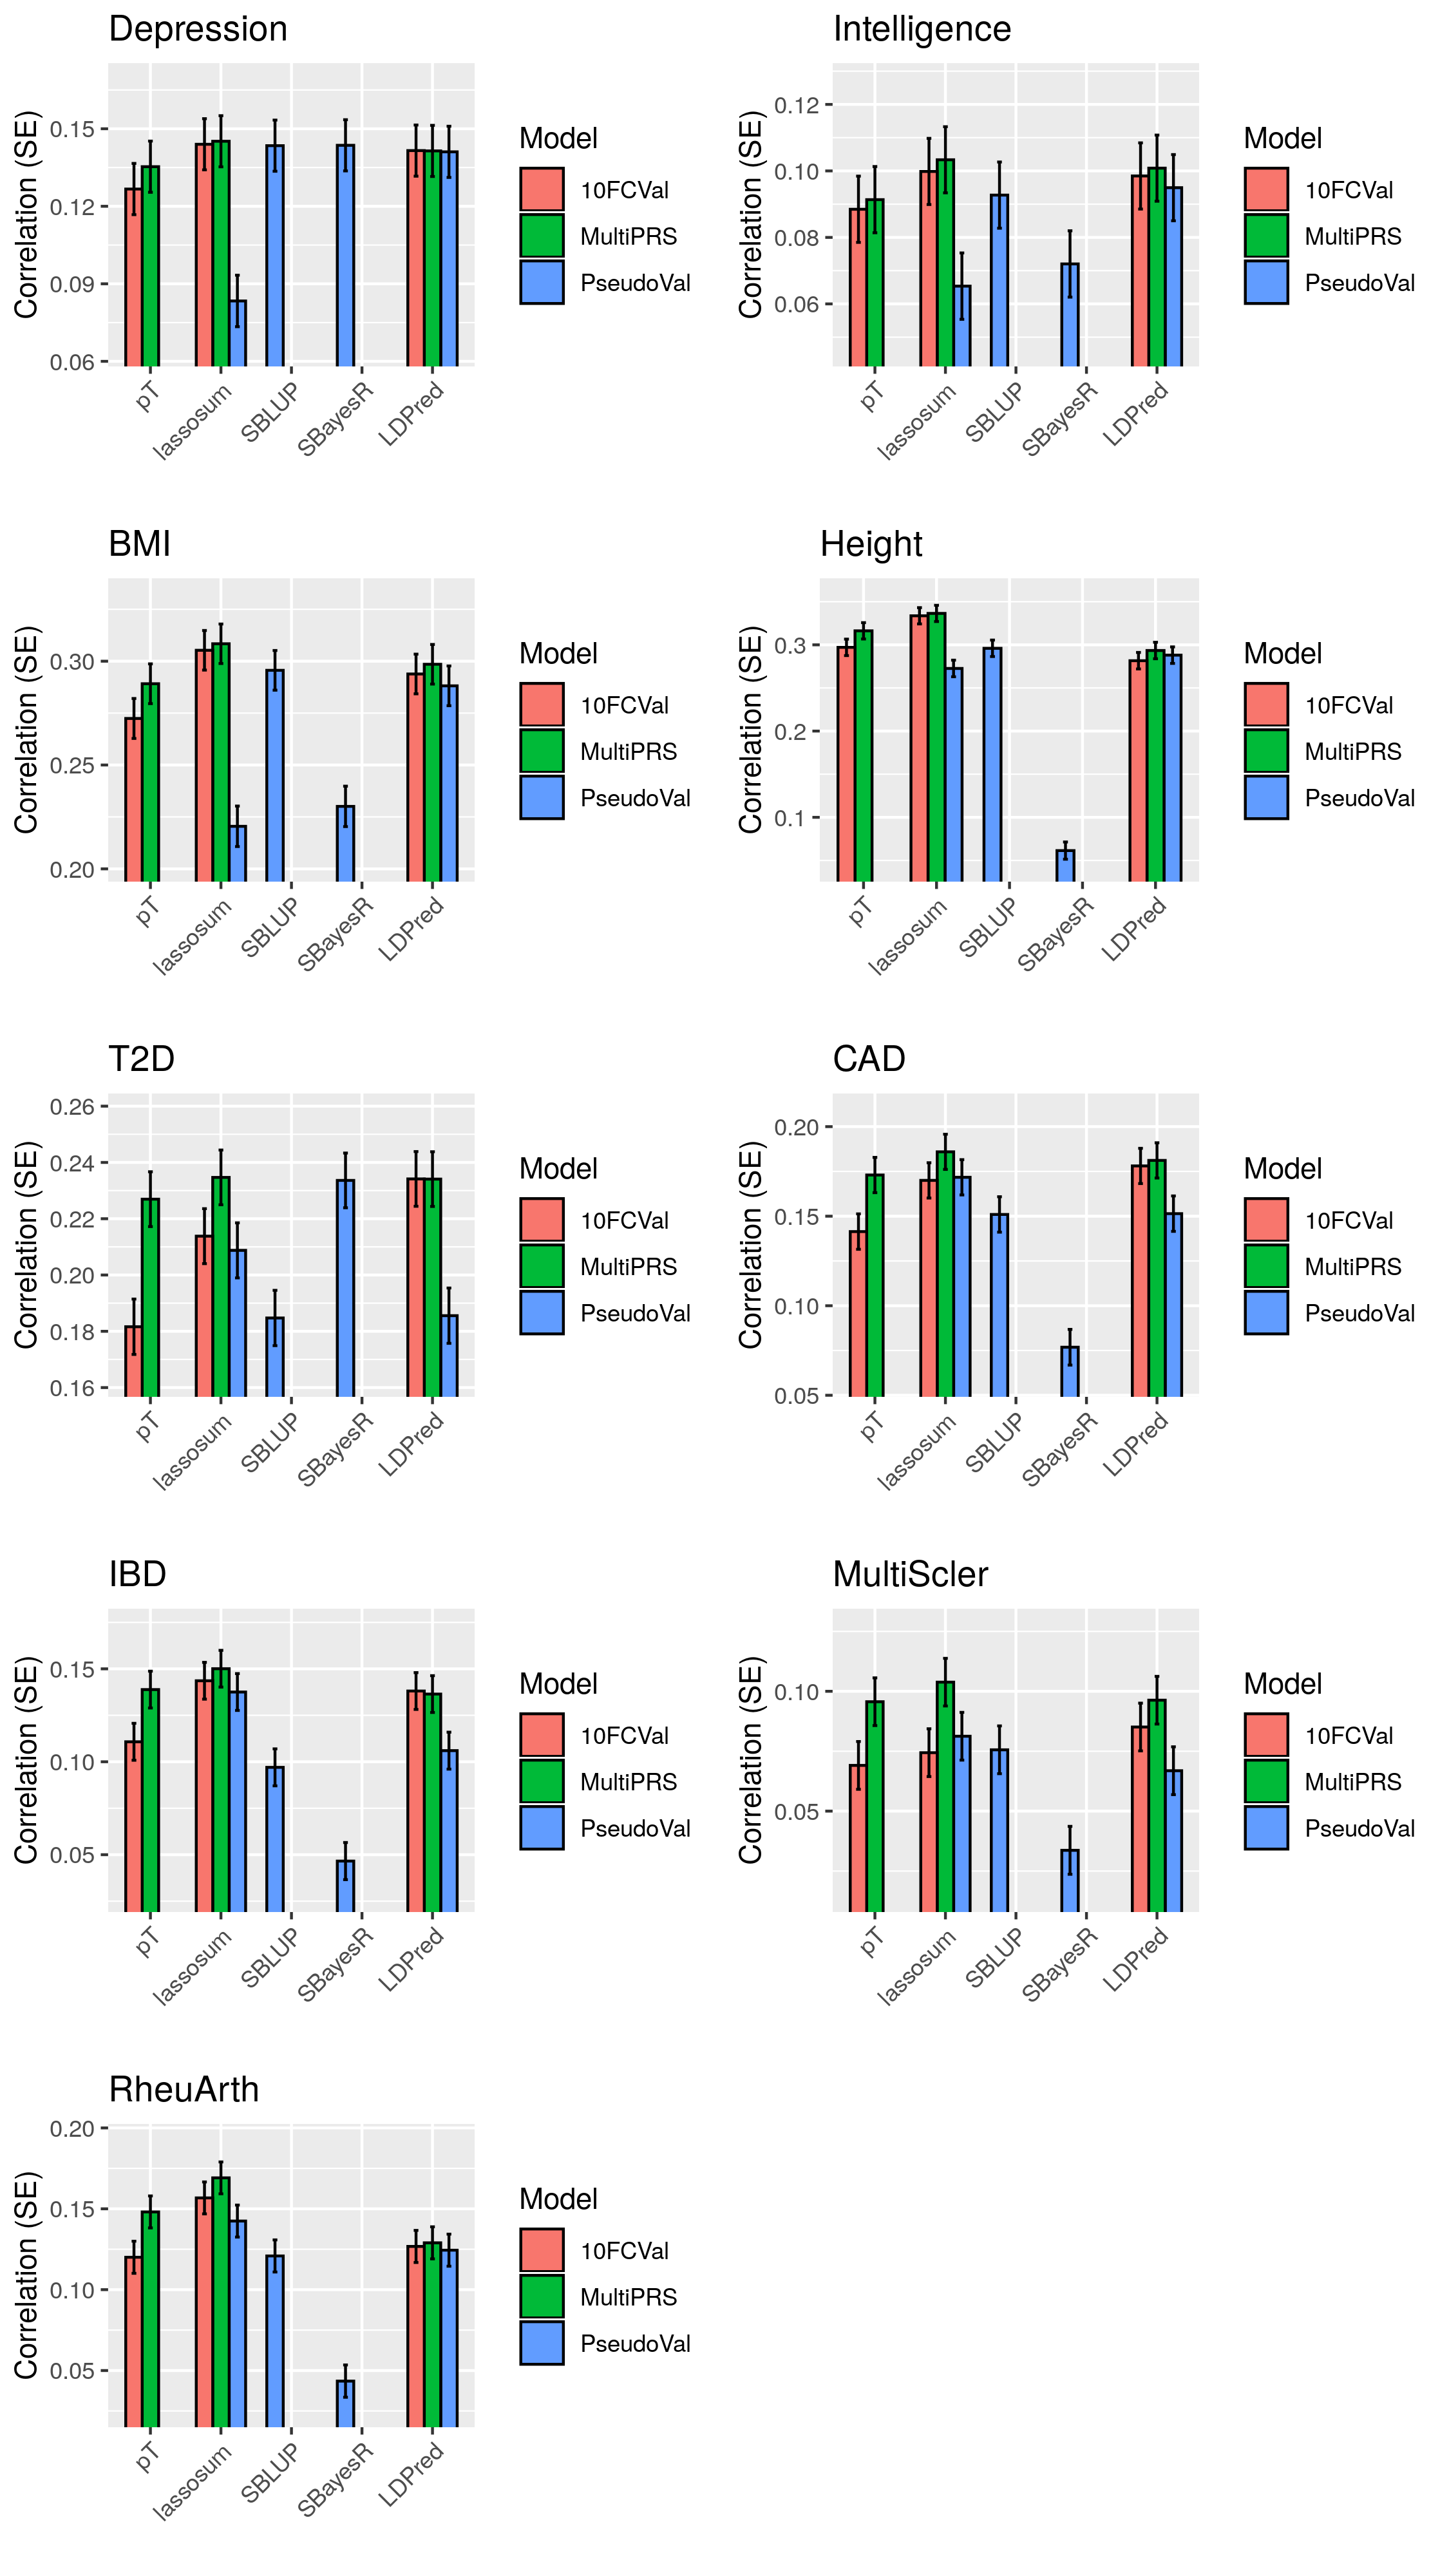 Depression
Correlation (SE)
0.15
0.12
0.09
0.06
pT
lassosum
SBLUP
SBayesR
LDPred
Model
10FCVal
MultiPRS
PseudoVal
Intelligence
Correlation (SE)
0.12
0.10
0.08
0.06
pT
lassosum
SBLUP
SBayesR
LDPred
Model
10FCVal
MultiPRS
PseudoVal
BMI
Correlation (SE)
0.30
0.25
0.20
pT
lassosum
SBLUP
SBayesR
LDPred
Model
10FCVal
MultiPRS
PseudoVal
Height
Correlation (SE)
0.3
0.2
0.1
pT
lassosum
SBLUP
SBayesR
LDPred
Model
10FCVal
MultiPRS
PseudoVal
T2D
Correlation (SE)
0.26
0.24
0.22
0.20
0.18
0.16
pT
lassosum
SBLUP
SBayesR
LDPred
Model
10FCVal
MultiPRS
PseudoVal
CAD
Correlation (SE)
0.20
0.15
0.10
0.05
pT
lassosum
SBLUP
SBayesR
LDPred
Model
10FCVal
MultiPRS
PseudoVal
IBD
Correlation (SE)
0.15
0.10
0.05
pT
lassosum
SBLUP
SBayesR
LDPred
Model
10FCVal
MultiPRS
PseudoVal
MultiScler
Correlation (SE)
0.10
0.05
pT
lassosum
SBLUP
SBayesR
LDPred
Model
10FCVal
MultiPRS
PseudoVal
RheuArth
Correlation (SE)
0.20
0.15
0.10
0.05
pT
lassosum
SBLUP
SBayesR
LDPred
Model
10FCVal
MultiPRS
PseudoVal